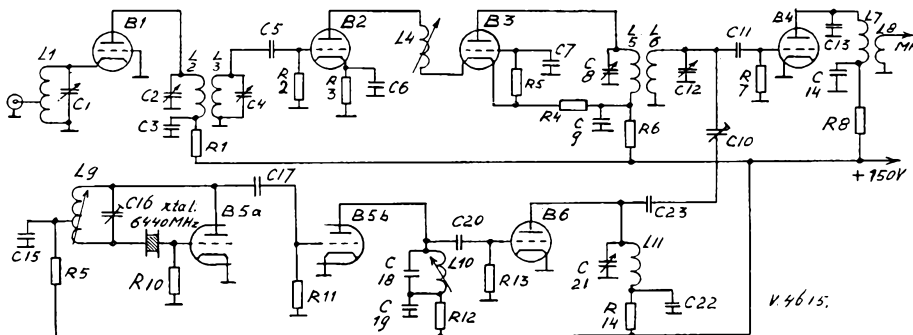 B1
B2
B3
B4
L1
C1
L2
C2
C3
R1
L3
C4
C5
R2
R3
C6
L4
C7
R5
R4
C8
C9
L5
L6
R6
C12
C10
C11
R7
C13
L7
L8
C14
R8
+ 150V
L9
C16
xtal.
6440MHz
C15
R5
R10
B5a
C17
R11
B5b
C18
C19
L10
R12
C20
R13
B6
C21
L11
C23
C22
R14
V. 4615.